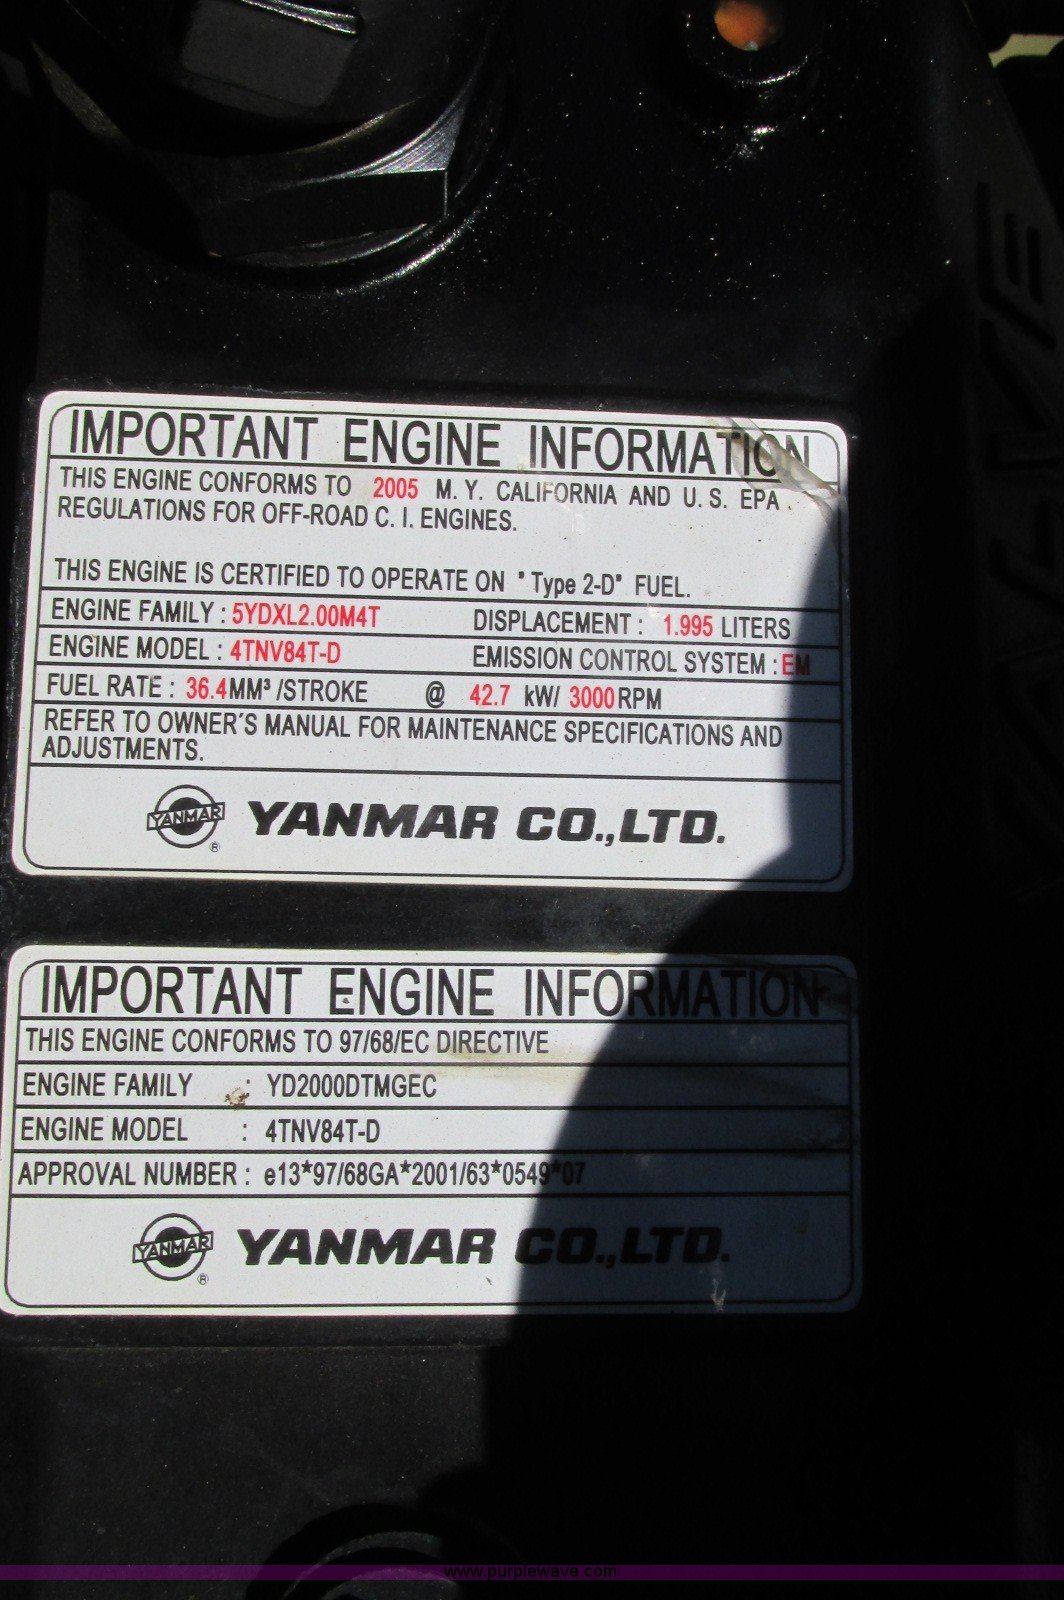 IMPORTANT ENGINE INFORMATION
THIS ENGINE CONFORMS TO 2005 M. Y. CALIFORNIA AND U. S. EPA
REGULATIONS FOR OFF-ROAD C. I. ENGINES.
THIS ENGINE IS CERTIFIED TO OPERATE ON "Type 2-D" FUEL.
ENGINE FAMILY : 5YDXL2.00M4T DISPLACEMENT : 1.995 LITERS
ENGINE MODEL : 4TNV84T-D EMISSION CONTROL SYSTEM : EM
FUEL RATE : 36.4 MM³ /STROKE @ 42.7 kW/ 3000 RPM
REFER TO OWNER'S MANUAL FOR MAINTENANCE SPECIFICATIONS AND
ADJUSTMENTS.
YANMAR ® YANMAR CO.,LTD.
IMPORTANT ENGINE INFORMATION
THIS ENGINE CONFORMS TO 97/68/EC DIRECTIVE
ENGINE FAMILY : YD2000DTMGEC
ENGINE MODEL : 4TNV84T-D
APPROVAL NUMBER : e13*97/68GA*2001/63*0549*07
YANMAR ® YANMAR CO.,LTD.
www.purplewave.com